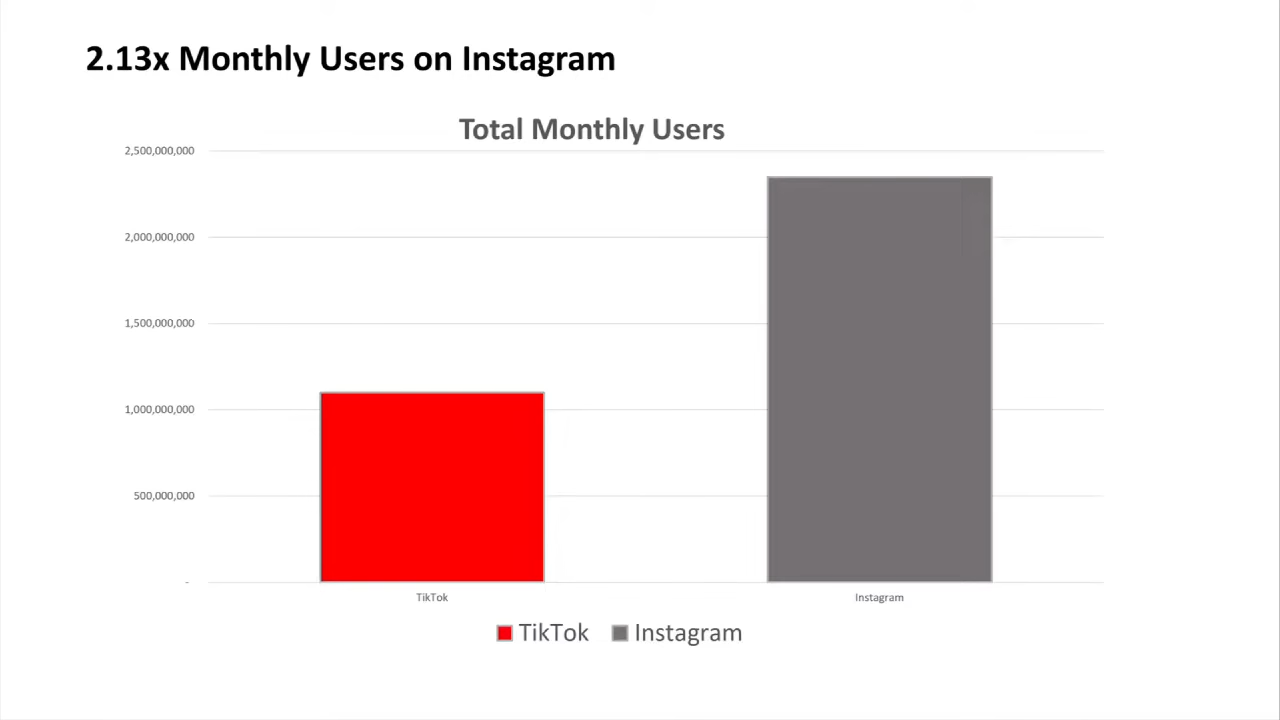 2.13x Monthly Users on Instagram
Total Monthly Users
2,500,000,000
2,000,000,000
1,500,000,000
1,000,000,000
500,000,000
-
TikTok
Instagram
TikTok Instagram